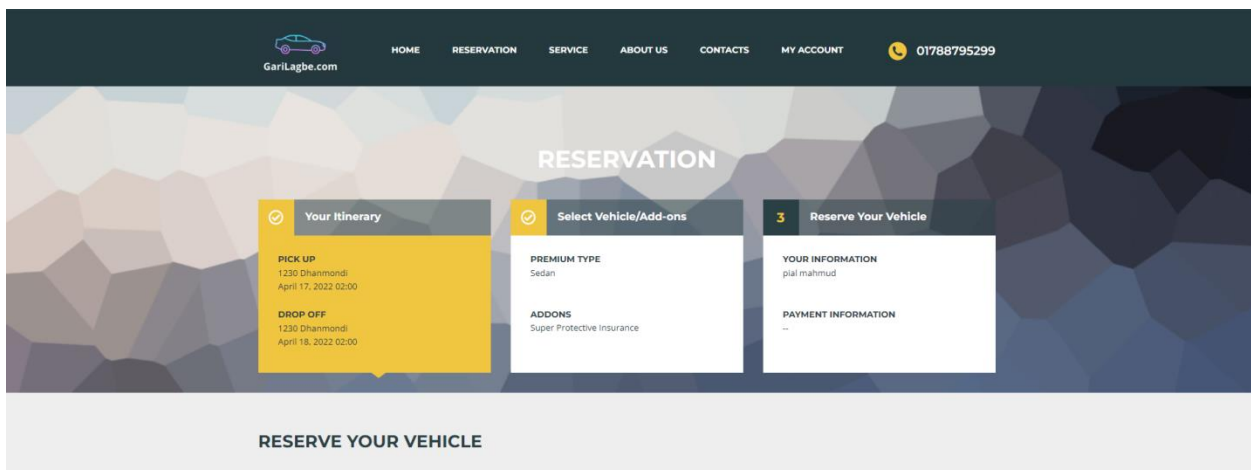 GariLagbe.com
HOME RESERVATION SERVICE ABOUT US CONTACTS MY ACCOUNT 01788795299
RESERVATION
Your Itinerary
PICK UP
1230 Dhanmondi
April 17, 2022 02:00
DROP OFF
1230 Dhanmondi
April 18, 2022 02:00
Select Vehicle/Add-ons
PREMIUM TYPE
Sedan
ADDONS
Super Protective Insurance
3 Reserve Your Vehicle
YOUR INFORMATION
pial mahmud
PAYMENT INFORMATION
--
RESERVE YOUR VEHICLE